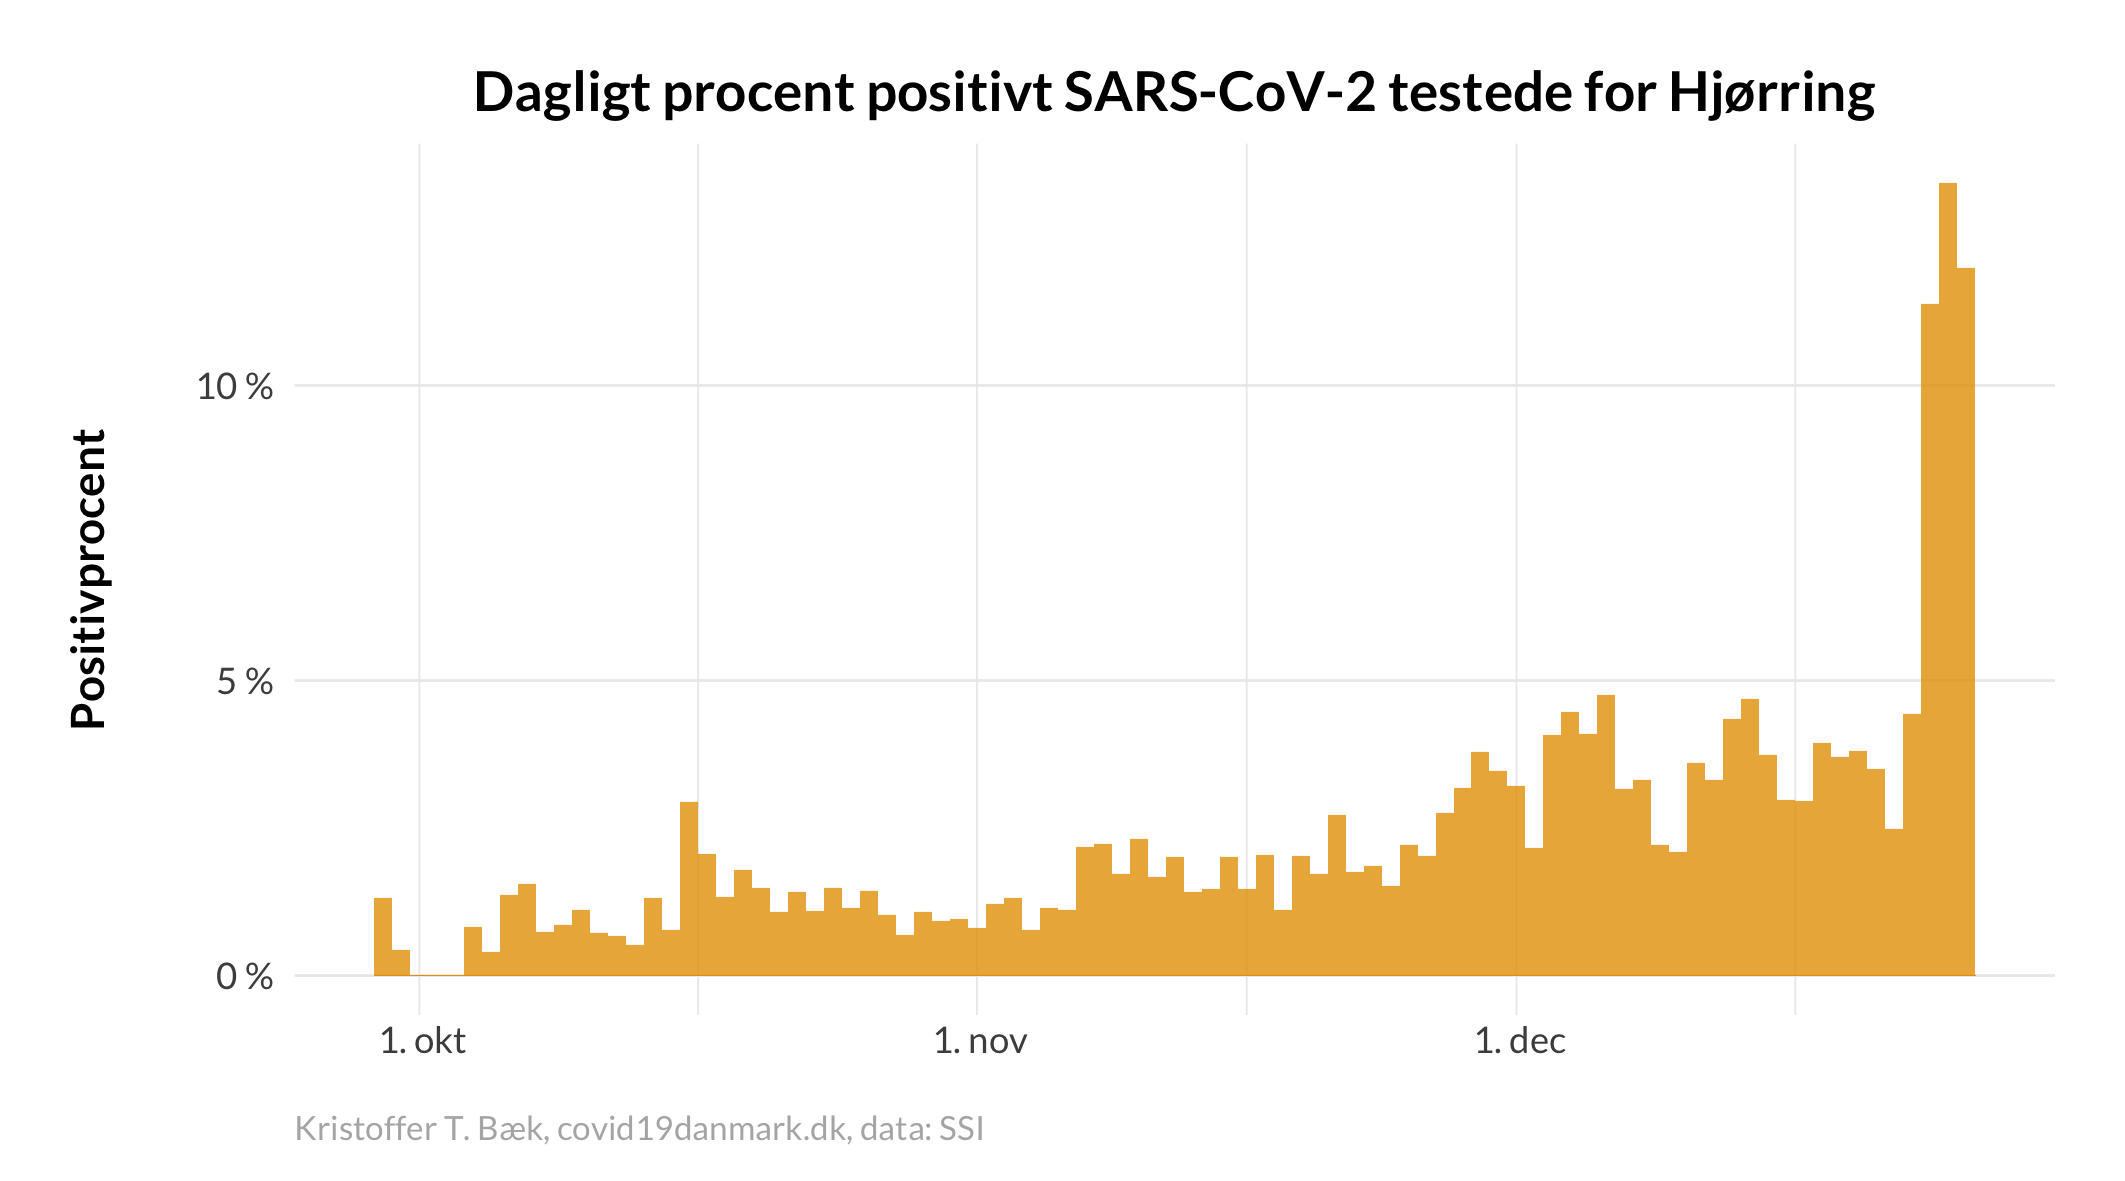 Dagligt procent positivt SARS-CoV-2 testede for Hjørring
Positivprocent
10 %
5 %
0 %
1. okt
1. nov
1. dec
Kristoffer T. Bæk, covid19danmark.dk, data: SSI